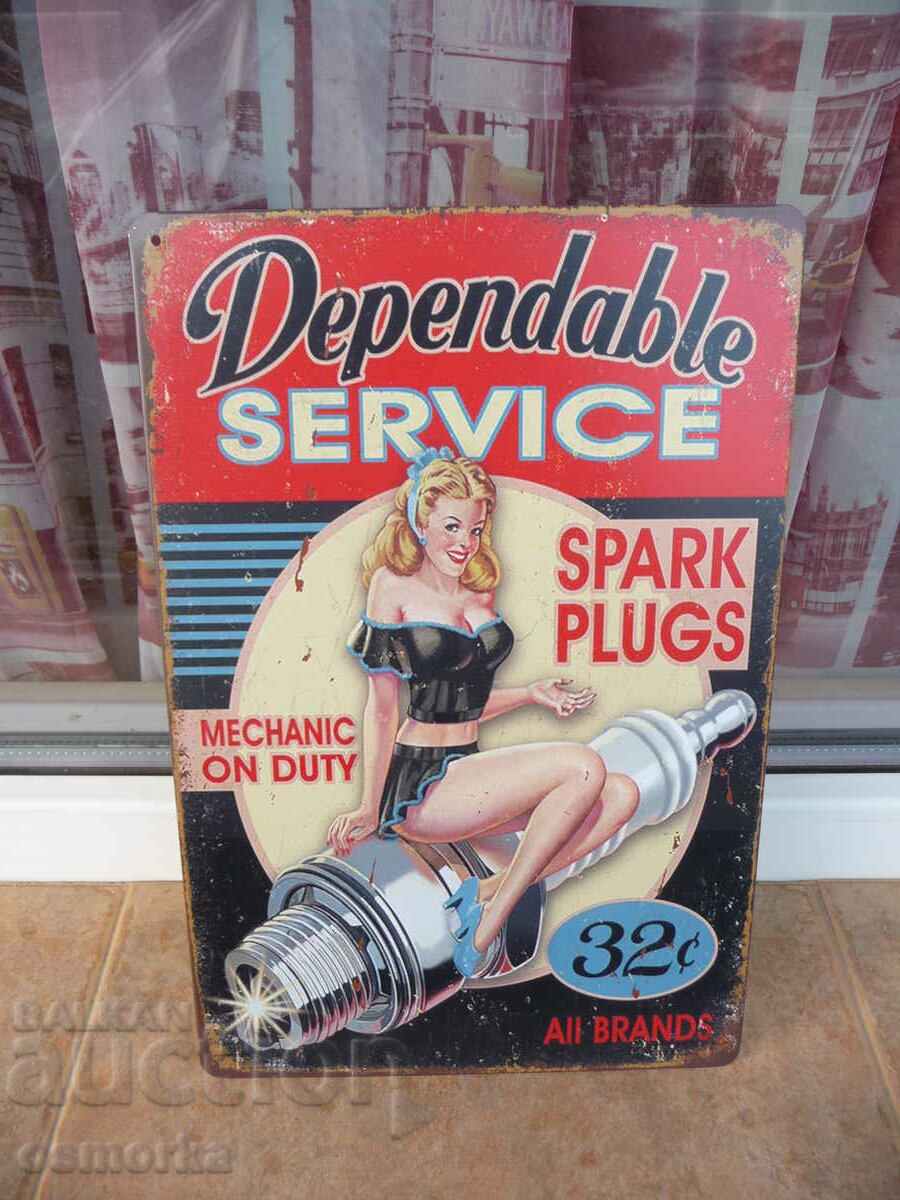 Dependable
SERVICE
SPARK
PLUGS
MECHANIC
ON DUTY
32¢
All BRANDS
BALKAN
auction
osmorka